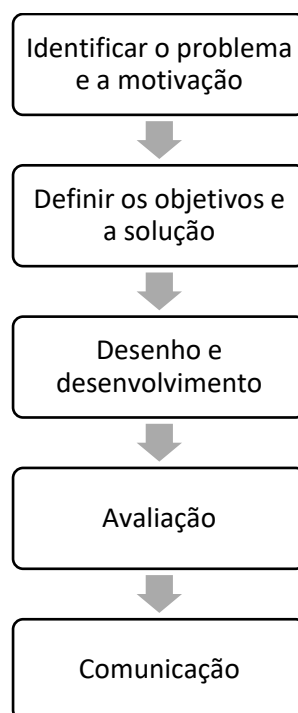 Identificar o problema
e a motivação
Definir os objetivos e
a solução
Desenho e
desenvolvimento
Avaliação
Comunicação